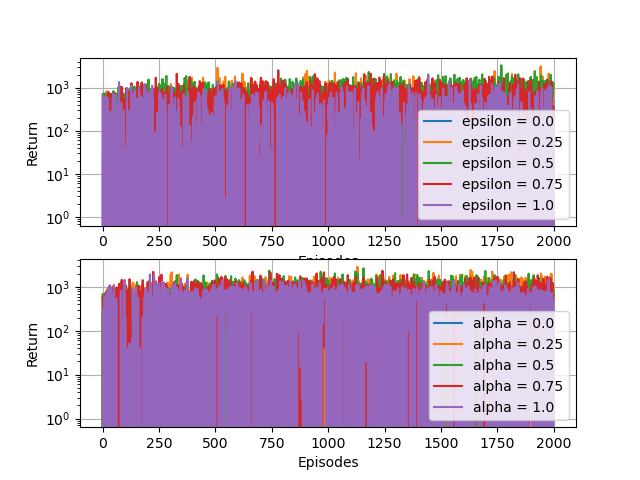 10³
10²
10¹
10⁰
Return
epsilon = 0.0
epsilon = 0.25
epsilon = 0.5
epsilon = 0.75
epsilon = 1.0
0 250 500 750 1000 1250 1500 1750 2000
Episodes
10³
10²
10¹
10⁰
Return
alpha = 0.0
alpha = 0.25
alpha = 0.5
alpha = 0.75
alpha = 1.0
0 250 500 750 1000 1250 1500 1750 2000
Episodes